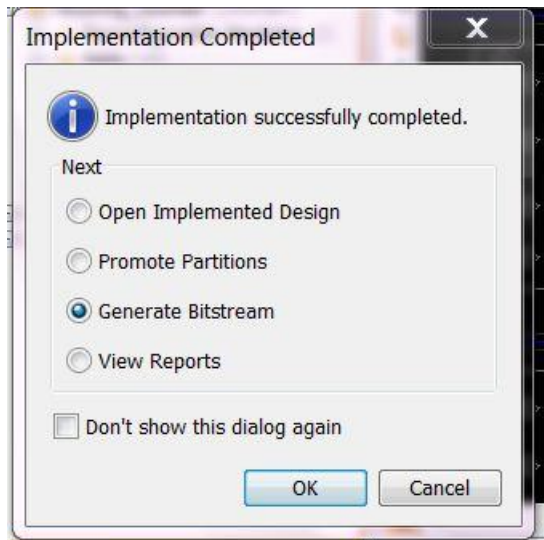 Implementation Completed
Implementation successfully completed.
Next
Open Implemented Design
Promote Partitions
Generate Bitstream
View Reports
Don't show this dialog again
OK
Cancel